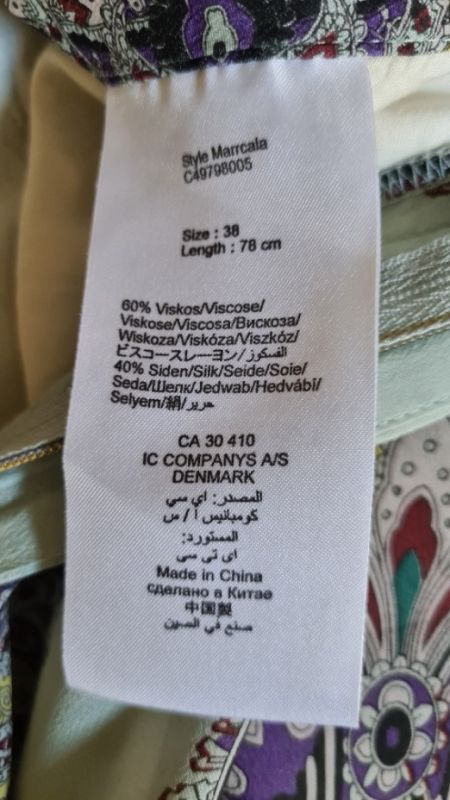 Style Marrcala
C49798005
Size : 38
Length : 78 cm
60% Viskos/Viscose/
Viskose/Viscosa/Вискоза/
Wiskoza/Viskóza/Viszkóz/
ビスコースレーヨン/الفسكوز/
40% Siden/Silk/Seide/Soie/
Seda/Шелк/Jedwab/Hedvábí/
Selyem/絹/حرير
CA 30 410
IC COMPANYS A/S
DENMARK
المصدر: اي سي
كومبانيس ا / س
المستورد:
اي تي سي
Made in China
сделано в Китае
中国製
صنع في الصين